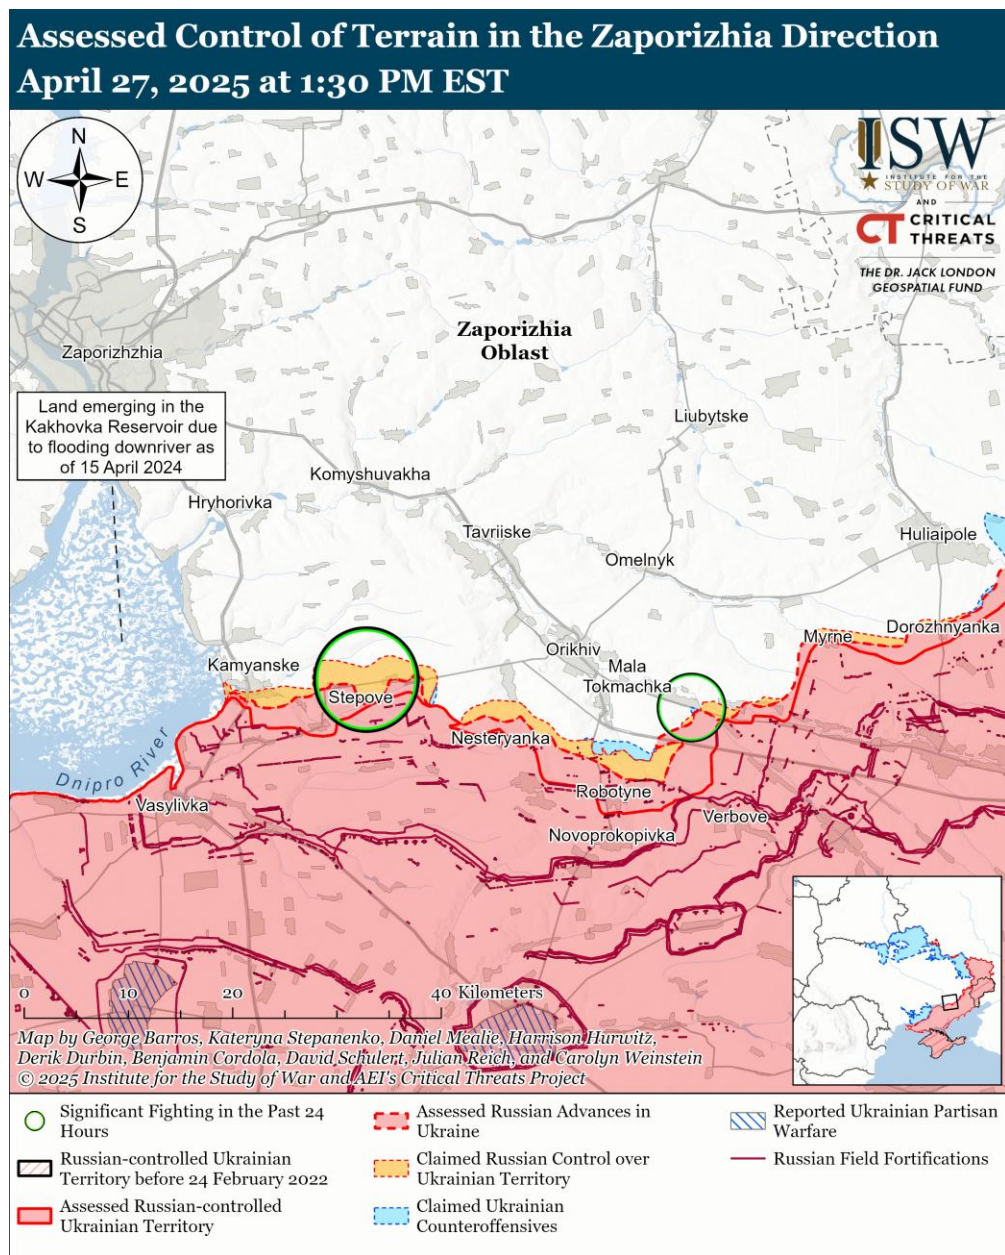 Assessed Control of Terrain in the Zaporizhia Direction
April 27, 2025 at 1:30 PM EST
N
W
E
S
ISW
INSTITUTE FOR THE
STUDY OF WAR
AND
CT CRITICAL
THREATS
THE DR. JACK LONDON
GEOSPATIAL FUND
Zaporizhia
Oblast
Zaporizhzhia
Land emerging in the
Kakhovka Reservoir due
to flooding downriver as
of 15 April 2024
Liubytske
Komyshuvakha
Hryhorivka
Tavriiske
Huliaipole
Omelnyk
Dorozhnyanka
Myrne
Orikhiv
Kamyanske
Mala
Tokmachka
Stepove
Nesteryanka
Dnipro River
Robotyne
Vasylivka
Verbove
Novoprokopivka
0 10 20 40 Kilometers
Map by George Barros, Kateryna Stepanenko, Daniel Mealie, Harrison Hurwitz,
Derik Durbin, Benjamin Cordola, David Schulert, Julian Reich, and Carolyn Weinstein
© 2025 Institute for the Study of War and AEI's Critical Threats Project
Significant Fighting in the Past 24
Hours
Russian-controlled Ukrainian
Territory before 24 February 2022
Assessed Russian-controlled
Ukrainian Territory
Assessed Russian Advances in
Ukraine
Claimed Russian Control over
Ukrainian Territory
Claimed Ukrainian
Counteroffensives
Reported Ukrainian Partisan
Warfare
Russian Field Fortifications